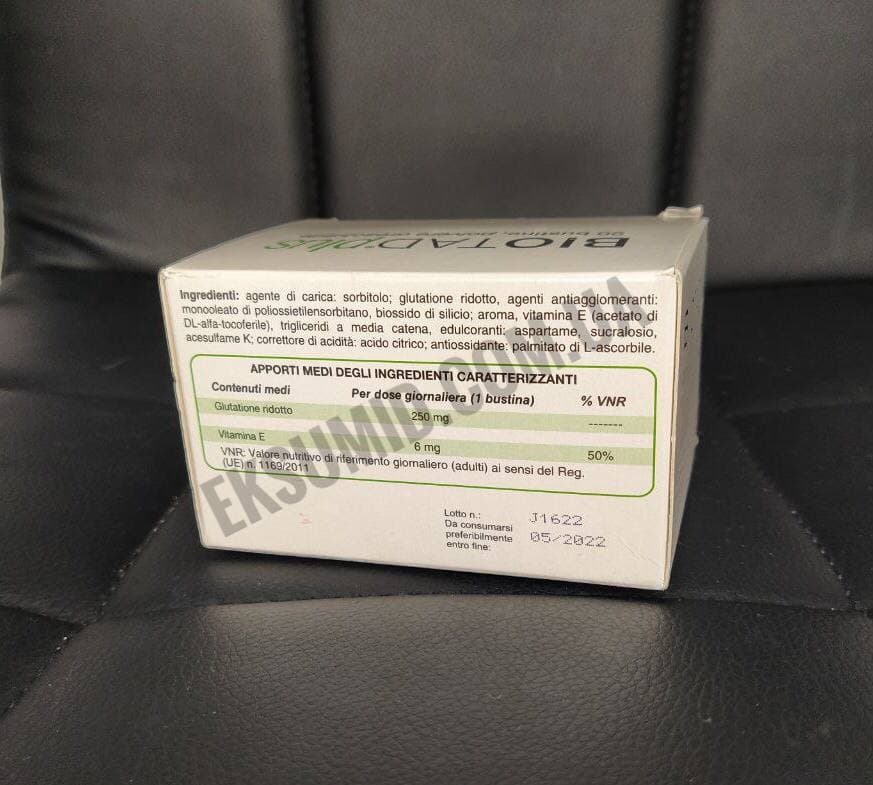 BIOTAD plus
20 bustine, polvere orosolubile
Ingredienti: agente di carica: sorbitolo; glutatione ridotto, agenti antiagglomeranti:
monooleato di poliossietilensorbitano, biossido di silicio; aroma, vitamina E (acetato di
DL-alfa-tocoferile), trigliceridi a media catena, edulcoranti: aspartame, sucralosio,
acesulfame K; correttore di acidità: acido citrico; antiossidante: palmitato di L-ascorbile.
APPORTI MEDI DEGLI INGREDIENTI CARATTERIZZANTI
Contenuti medi Per dose giornaliera (1 bustina) % VNR
Glutatione ridotto 250 mg -------
Vitamina E 6 mg 50%
VNR: Valore nutritivo di riferimento giornaliero (adulti) ai sensi del Reg.
(UE) n. 1169/2011
Lotto n.: J1622
Da consumarsi
preferibilmente
entro fine: 05/2022
EKSUMID.COM.UA